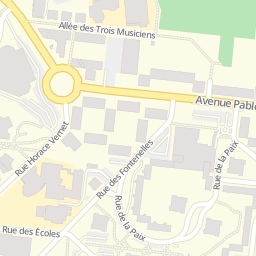 Allée des Trois Musiciens
Avenue Pabl
Rue Horace Vernet
Rue des Fontenelles
Rue de la Paix
Rue de la Paix
Rue des Écoles